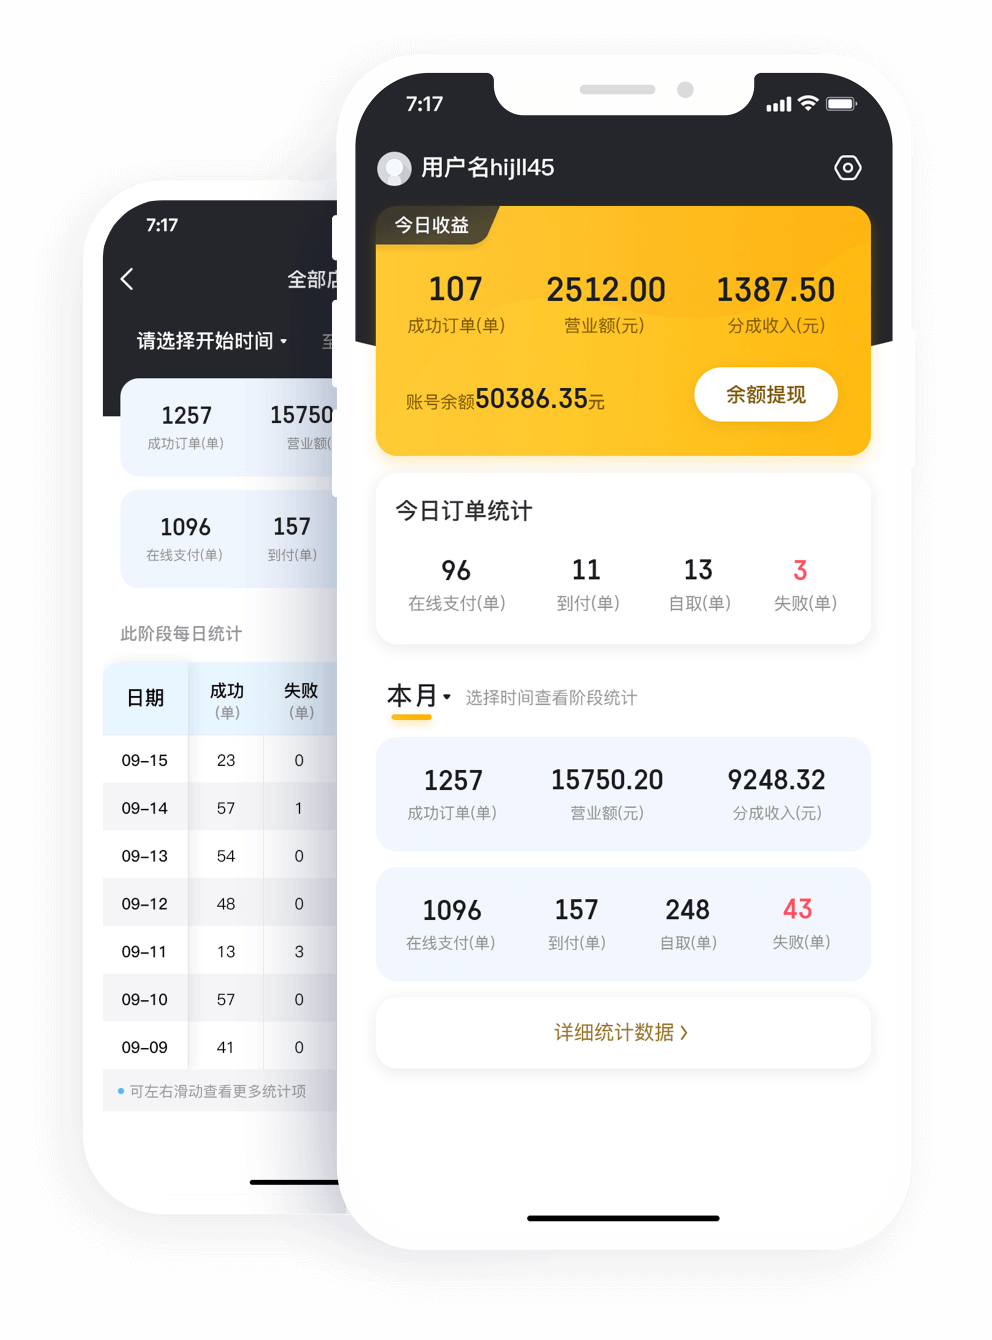 7:17
用户名hijll45
今日收益
107 2512.00 1387.50
成功订单(单) 营业额(元) 分成收入(元)
账号余额50386.35元 余额提现
今日订单统计
96 11 13 3
在线支付(单) 到付(单) 自取(单) 失败(单)
本月 选择时间查看阶段统计
1257 15750.20 9248.32
成功订单(单) 营业额(元) 分成收入(元)
1096 157 248 43
在线支付(单) 到付(单) 自取(单) 失败(单)
详细统计数据 >
7:17
全部
请选择开始时间 至
1257 15750
成功订单(单) 营业额(
1096 157
在线支付(单) 到付(单)
此阶段每日统计
日期 成功 失败
(单) (单)
09-15 23 0
09-14 57 1
09-13 54 0
09-12 48 0
09-11 13 3
09-10 57 0
09-09 41 0
可左右滑动查看更多统计项